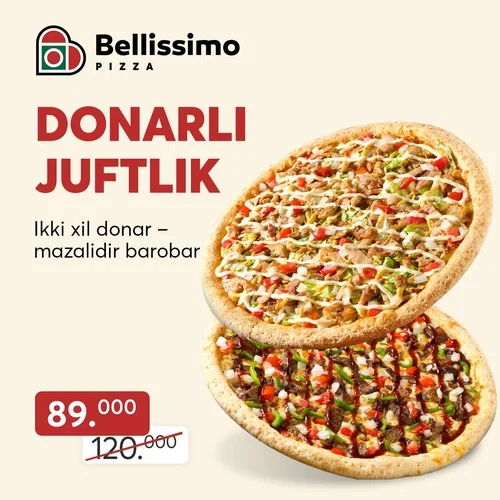 Bellissimo
PIZZA
DONARLI
JUFTLIK
Ikki xil donar –
mazalidir barobar
89.000
120.000